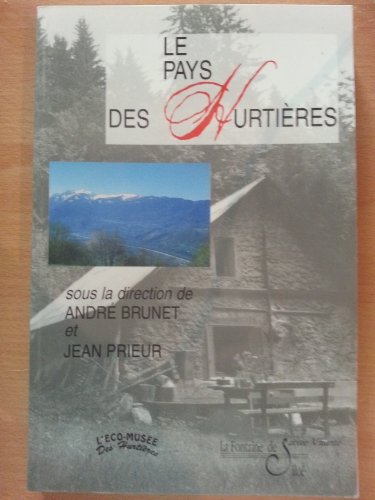 LE
PAYS
DES HURTIÈRES
sous la direction de
ANDRÉ BRUNET
et
JEAN PRIEUR
L'ECO-MUSEE
Des Hurtières
La Fontaine de
Siloé